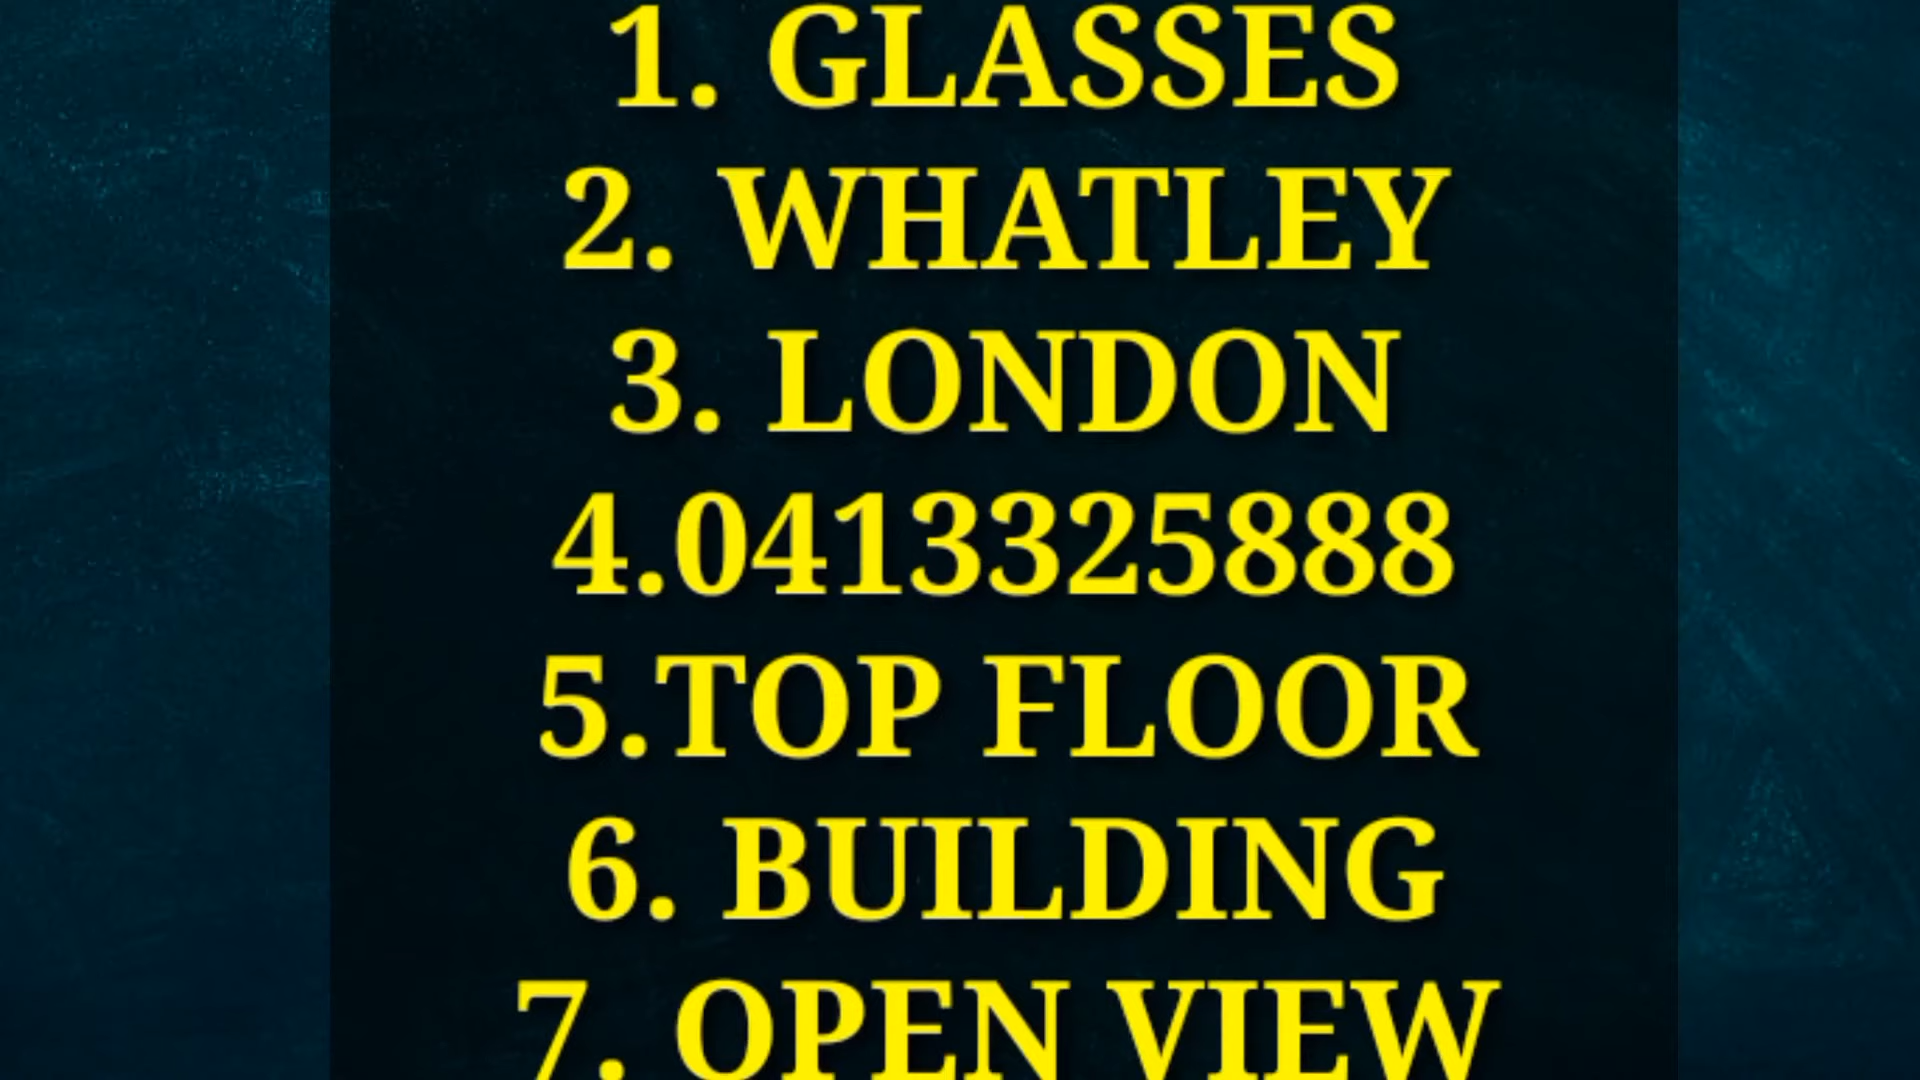 1. GLASSES
2. WHATLEY
3. LONDON
4.0413325888
5.TOP FLOOR
6. BUILDING
7. OPEN VIEW